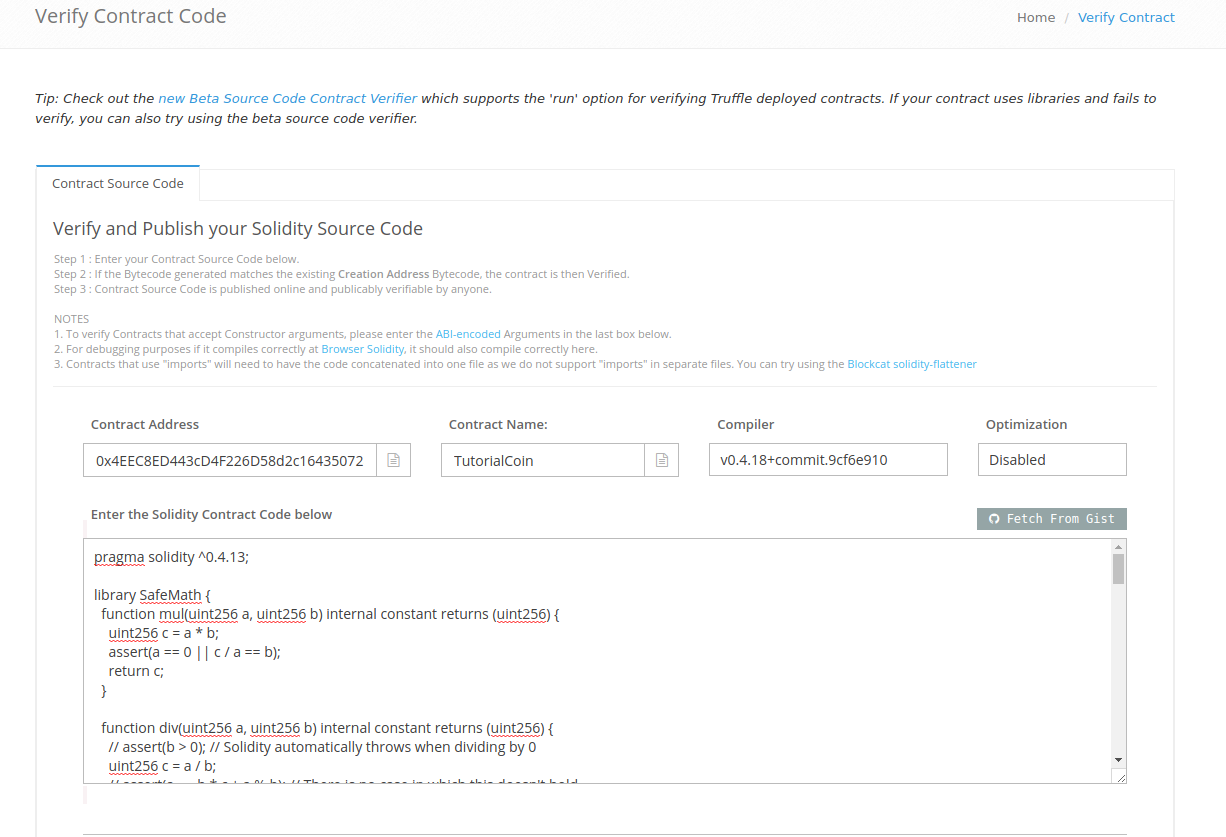 Verify Contract Code
Home / Verify Contract
Tip: Check out the new Beta Source Code Contract Verifier which supports the 'run' option for verifying Truffle deployed contracts. If your contract uses libraries and fails to
verify, you can also try using the beta source code verifier.
Contract Source Code
Verify and Publish your Solidity Source Code
Step 1 : Enter your Contract Source Code below.
Step 2 : If the Bytecode generated matches the existing Creation Address Bytecode, the contract is then Verified.
Step 3 : Contract Source Code is published online and publicably verifiable by anyone.
NOTES
1. To verify Contracts that accept Constructor arguments, please enter the ABI-encoded Arguments in the last box below.
2. For debugging purposes if it compiles correctly at Browser Solidity, it should also compile correctly here.
3. Contracts that use "imports" will need to have the code concatenated into one file as we do not support "imports" in separate files. You can try using the Blockcat solidity-flattener
Contract Address
Contract Name:
Compiler
Optimization
0x4EEC8ED443cD4F226D58d2c16435072
TutorialCoin
v0.4.18+commit.9cf6e910
Disabled
Enter the Solidity Contract Code below
Fetch From Gist
pragma solidity ^0.4.13;
library SafeMath {
function mul(uint256 a, uint256 b) internal constant returns (uint256) {
uint256 c = a * b;
assert(a == 0 || c / a == b);
return c;
}
function div(uint256 a, uint256 b) internal constant returns (uint256) {
// assert(b > 0); // Solidity automatically throws when dividing by 0
uint256 c = a / b;
// assert(a == b * c + a % b); // There is no case in which this doesn't hold